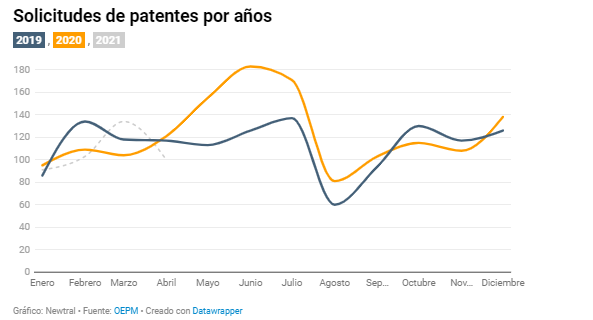 Solicitudes de patentes por años
2019 , 2020 , 2021
180
160
140
120
100
80
60
40
20
0
Enero Febrero Marzo Abril Mayo Junio Julio Agosto Sep... Octubre Nov... Diciembre
Gráfico: Newtral • Fuente: OEPM • Creado con Datawrapper